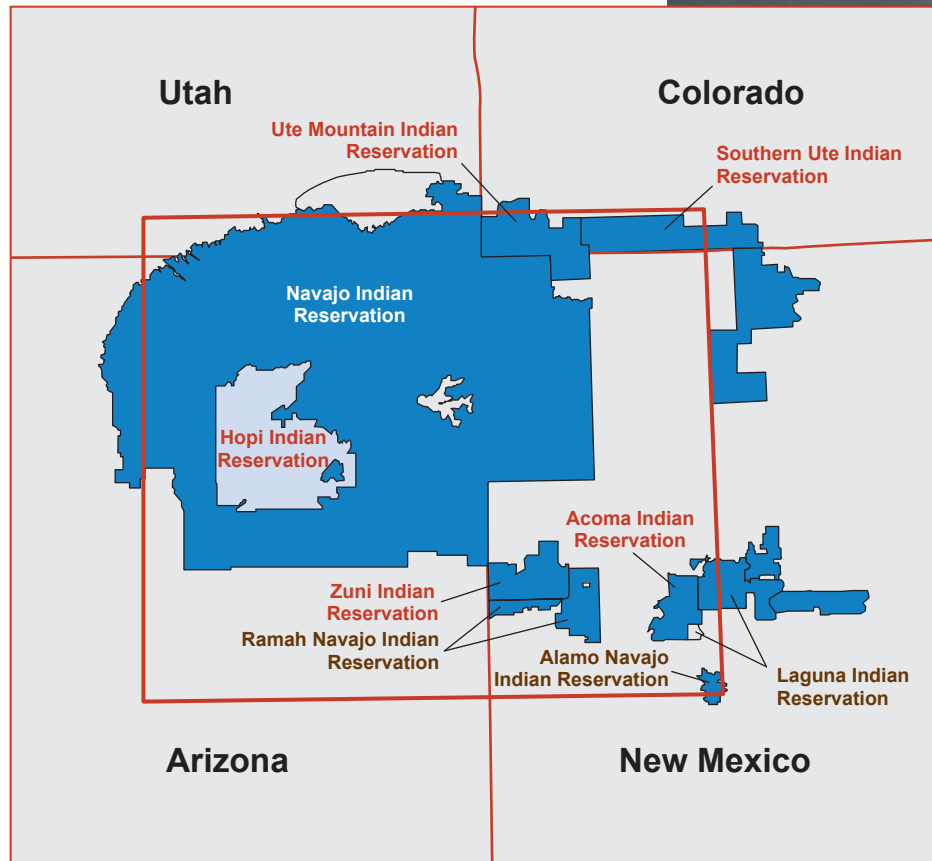 Utah
Colorado
Ute Mountain Indian
Reservation
Southern Ute Indian
Reservation
Navajo Indian
Reservation
Hopi Indian
Reservation
Acoma Indian
Reservation
Zuni Indian
Reservation
Ramah Navajo Indian
Reservation
Alamo Navajo
Indian Reservation
Laguna Indian
Reservation
Arizona
New Mexico